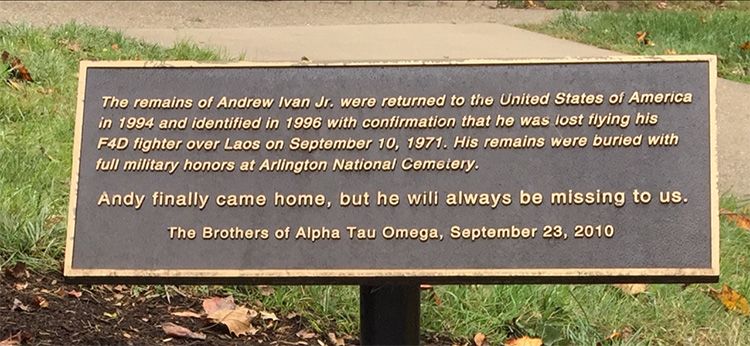 The remains of Andrew Ivan Jr. were returned to the United States of America
in 1994 and identified in 1996 with confirmation that he was lost flying his
F4D fighter over Laos on September 10, 1971. His remains were buried with
full military honors at Arlington National Cemetery.
Andy finally came home, but he will always be missing to us.
The Brothers of Alpha Tau Omega, September 23, 2010